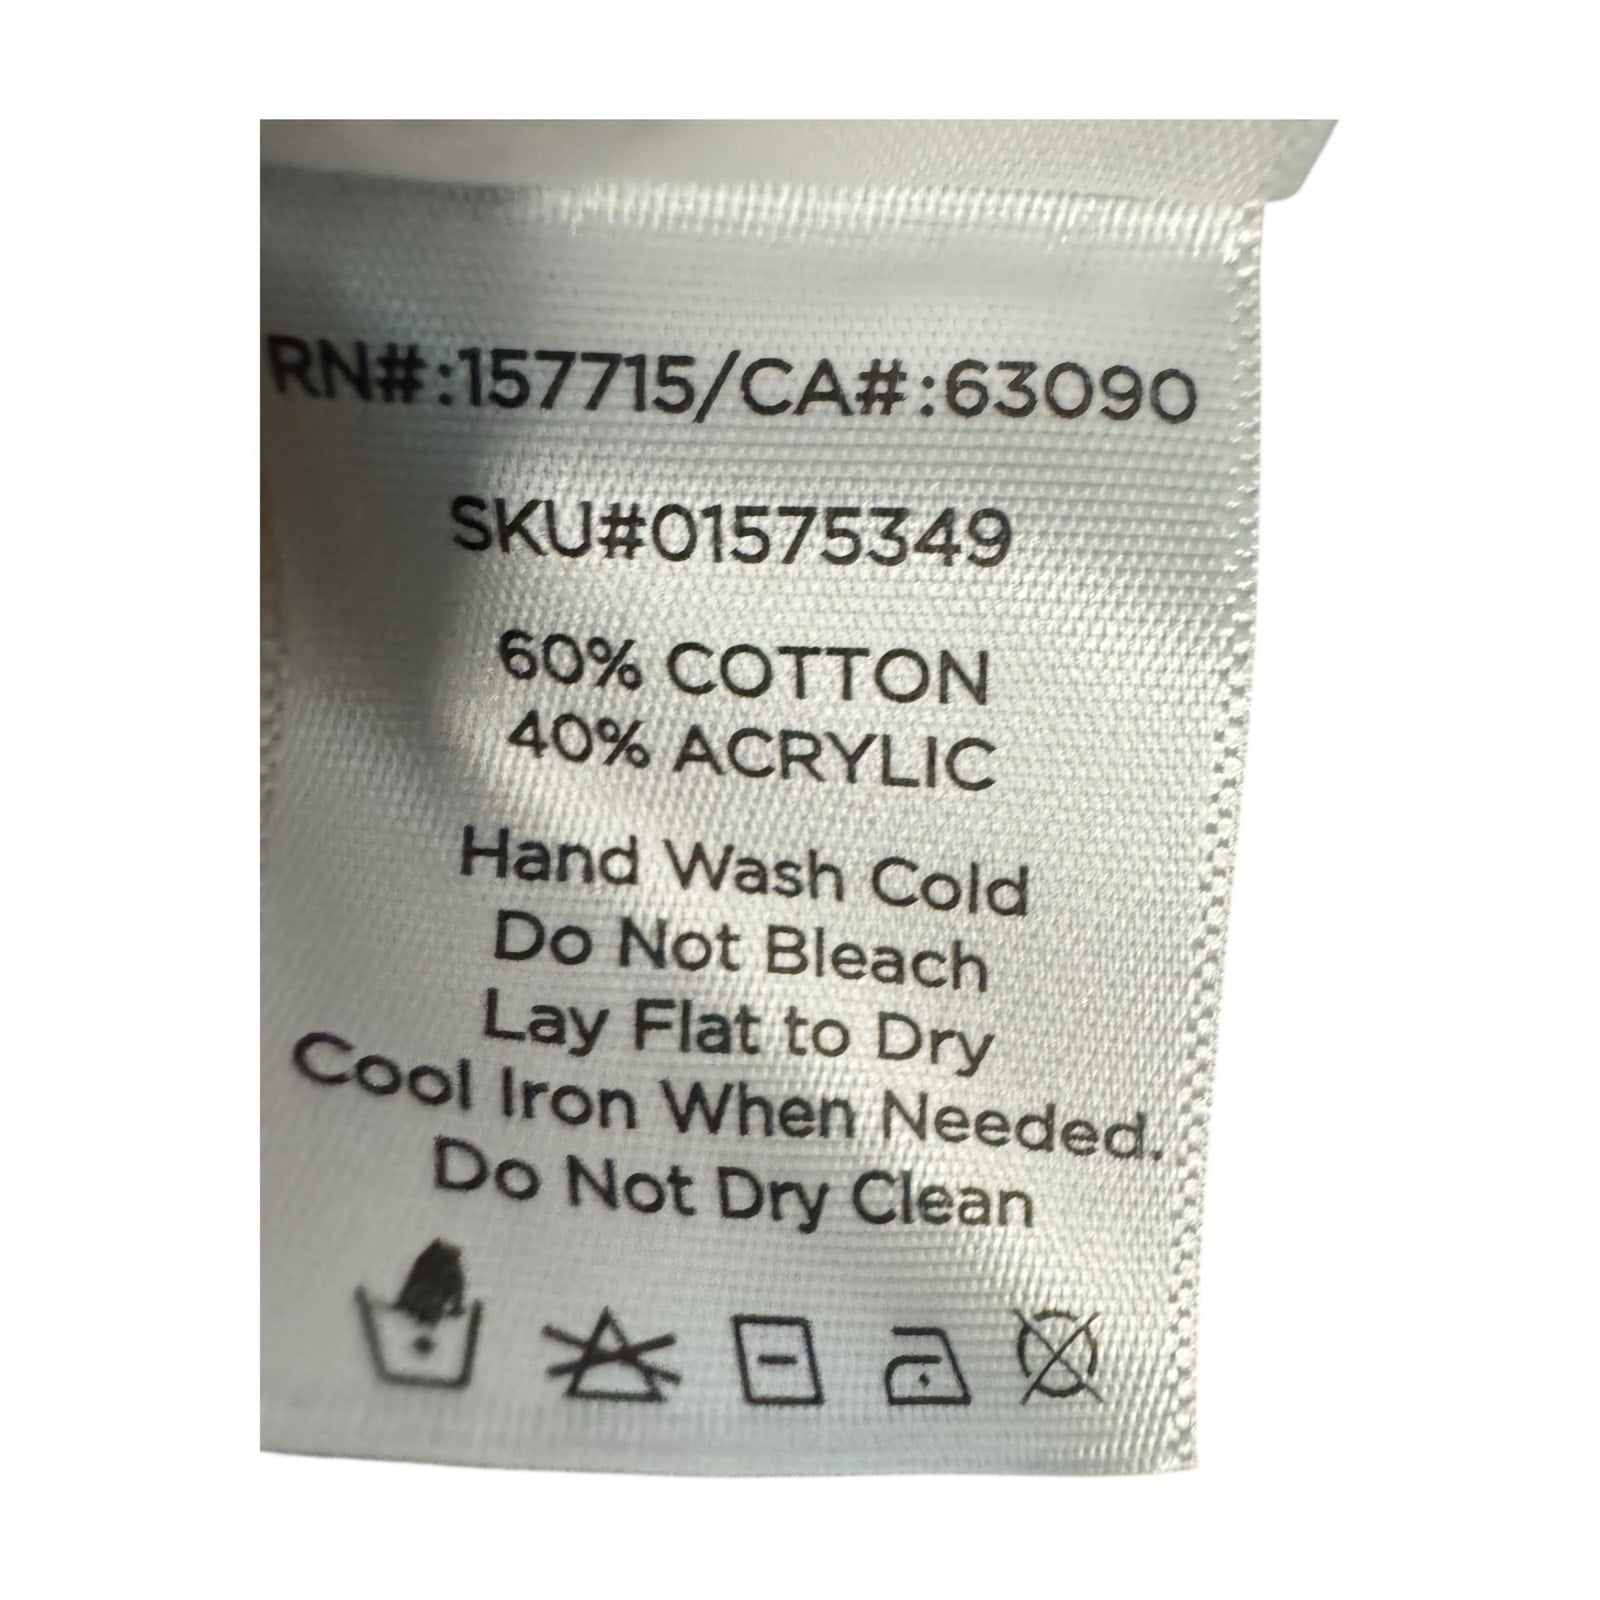 RN#:157715/CA#:63090
SKU#01575349
60% COTTON
40% ACRYLIC
Hand Wash Cold
Do Not Bleach
Lay Flat to Dry
Cool Iron When Needed.
Do Not Dry Clean